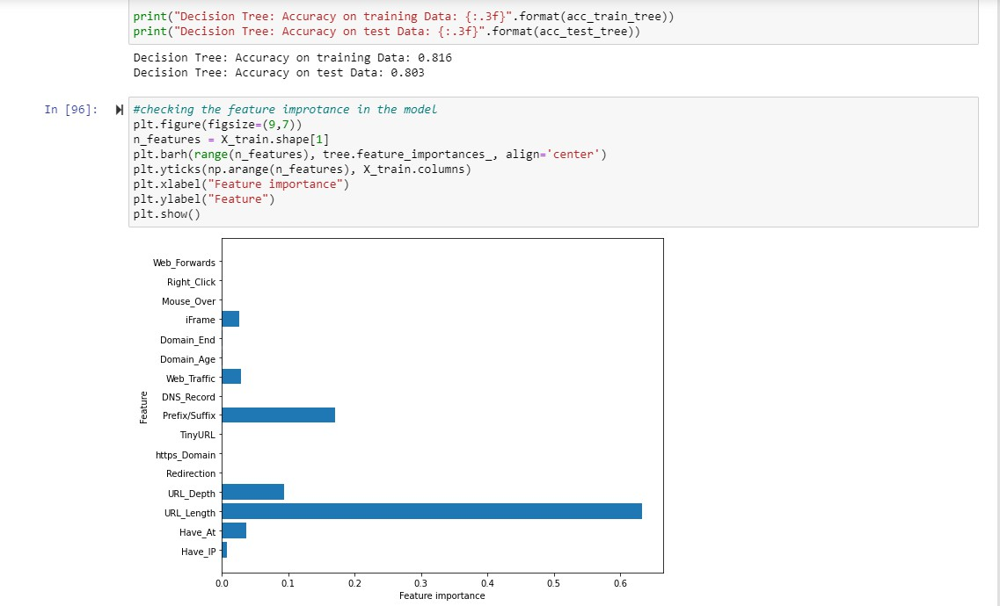 print("Decision Tree: Accuracy on training Data: {:.3f}".format(acc_train_tree))
print("Decision Tree: Accuracy on test Data: {:.3f}".format(acc_test_tree))
Decision Tree: Accuracy on training Data: 0.816
Decision Tree: Accuracy on test Data: 0.803
In [96]:
#checking the feature improtance in the model
plt.figure(figsize=(9,7))
n_features = X_train.shape[1]
plt.barh(range(n_features), tree.feature_importances_, align='center')
plt.yticks(np.arange(n_features), X_train.columns)
plt.xlabel("Feature importance")
plt.ylabel("Feature")
plt.show()
Web_Forwards
Right_Click
Mouse_Over
iFrame
Domain_End
Domain_Age
Web_Traffic
DNS_Record
Prefix/Suffix
TinyURL
https_Domain
Redirection
URL_Depth
URL_Length
Have_At
Have_IP
Feature
0.0 0.1 0.2 0.3 0.4 0.5 0.6
Feature importance